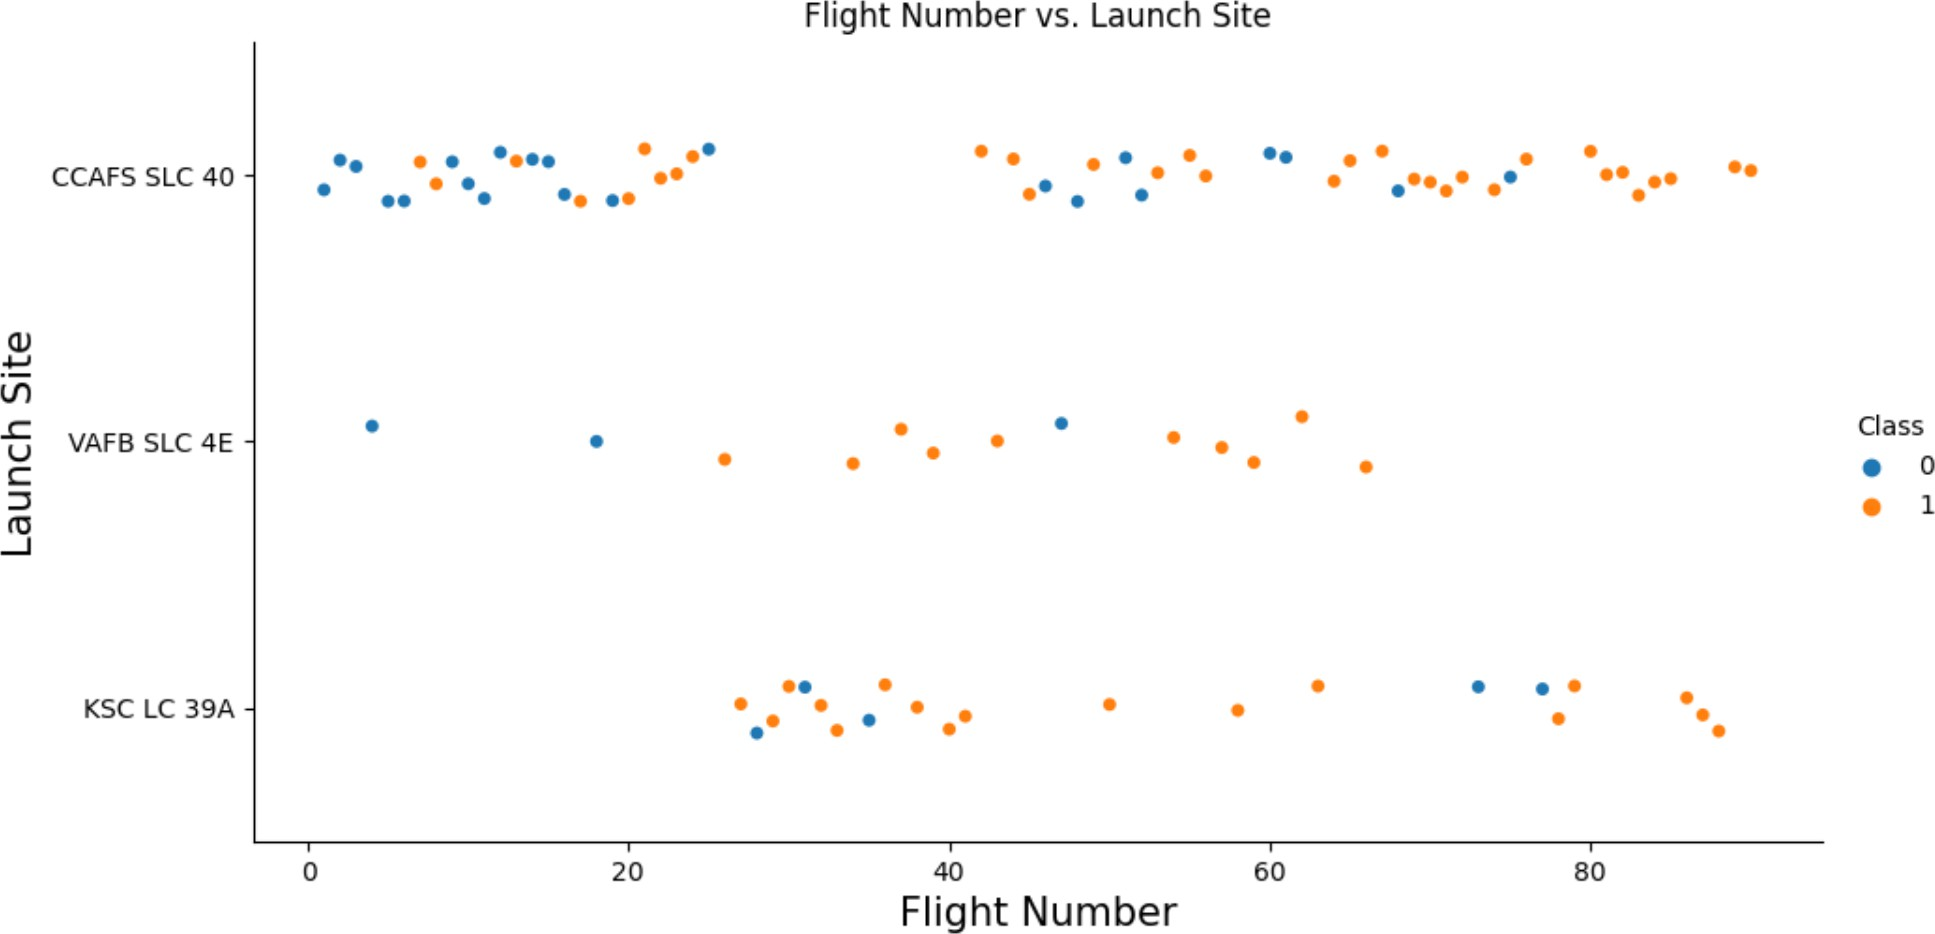 Flight Number vs. Launch Site
Launch Site
CCAFS SLC 40
VAFB SLC 4E
KSC LC 39A
0 20 40 60 80
Flight Number
Class
0
1